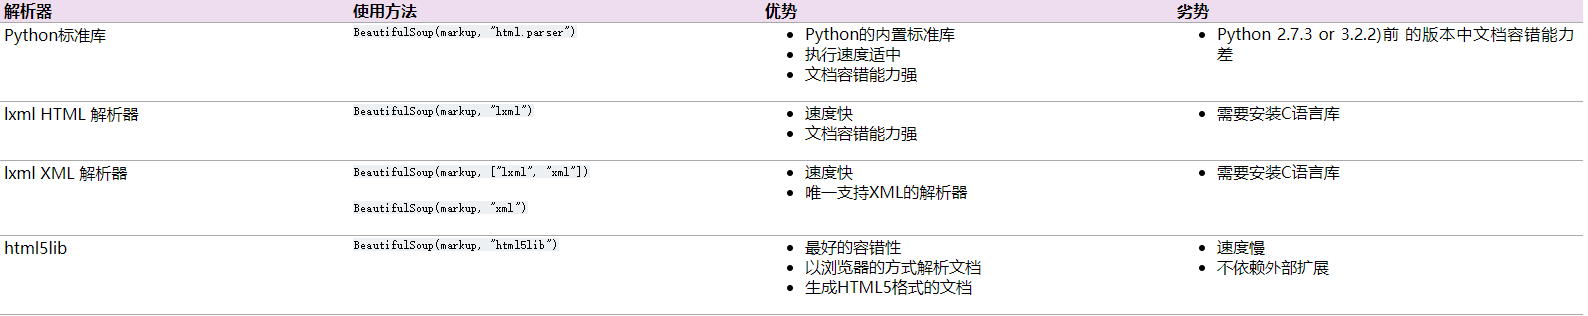 解析器 使用方法 优势 劣势
Python标准库 BeautifulSoup(markup, "html.parser") Python的内置标准库 Python 2.7.3 or 3.2.2)前 的版本中文档容错能力
执行速度适中 差
文档容错能力强
lxml HTML 解析器 BeautifulSoup(markup, "lxml") 速度快 需要安装C语言库
文档容错能力强
lxml XML 解析器 BeautifulSoup(markup, ["lxml", "xml"]) 速度快 需要安装C语言库
唯一支持XML的解析器
BeautifulSoup(markup, "xml")
html5lib BeautifulSoup(markup, "html5lib") 最好的容错性 速度慢
以浏览器的方式解析文档 不依赖外部扩展
生成HTML5格式的文档